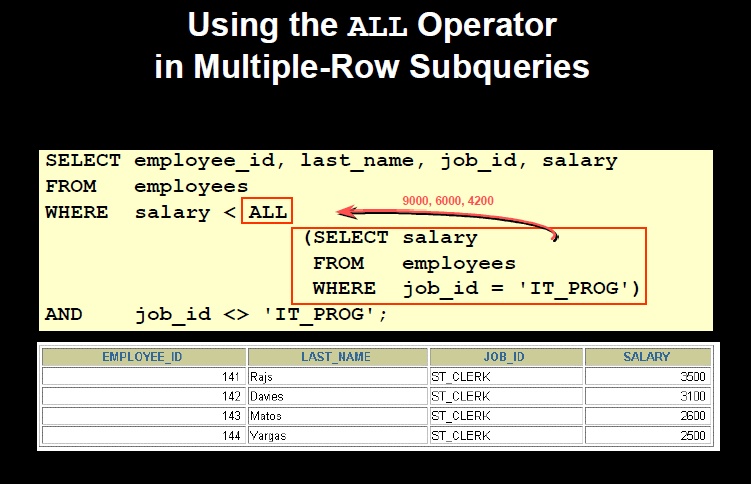 Using the ALL Operator
in Multiple-Row Subqueries
SELECT employee_id, last_name, job_id, salary
FROM employees
WHERE salary < ALL
9000, 6000, 4200
(SELECT salary
FROM employees
WHERE job_id = 'IT_PROG')
AND job_id <> 'IT_PROG';
EMPLOYEE_ID LAST_NAME JOB_ID SALARY
141 Rajs ST_CLERK 3500
142 Davies ST_CLERK 3100
143 Matos ST_CLERK 2600
144 Vargas ST_CLERK 2500